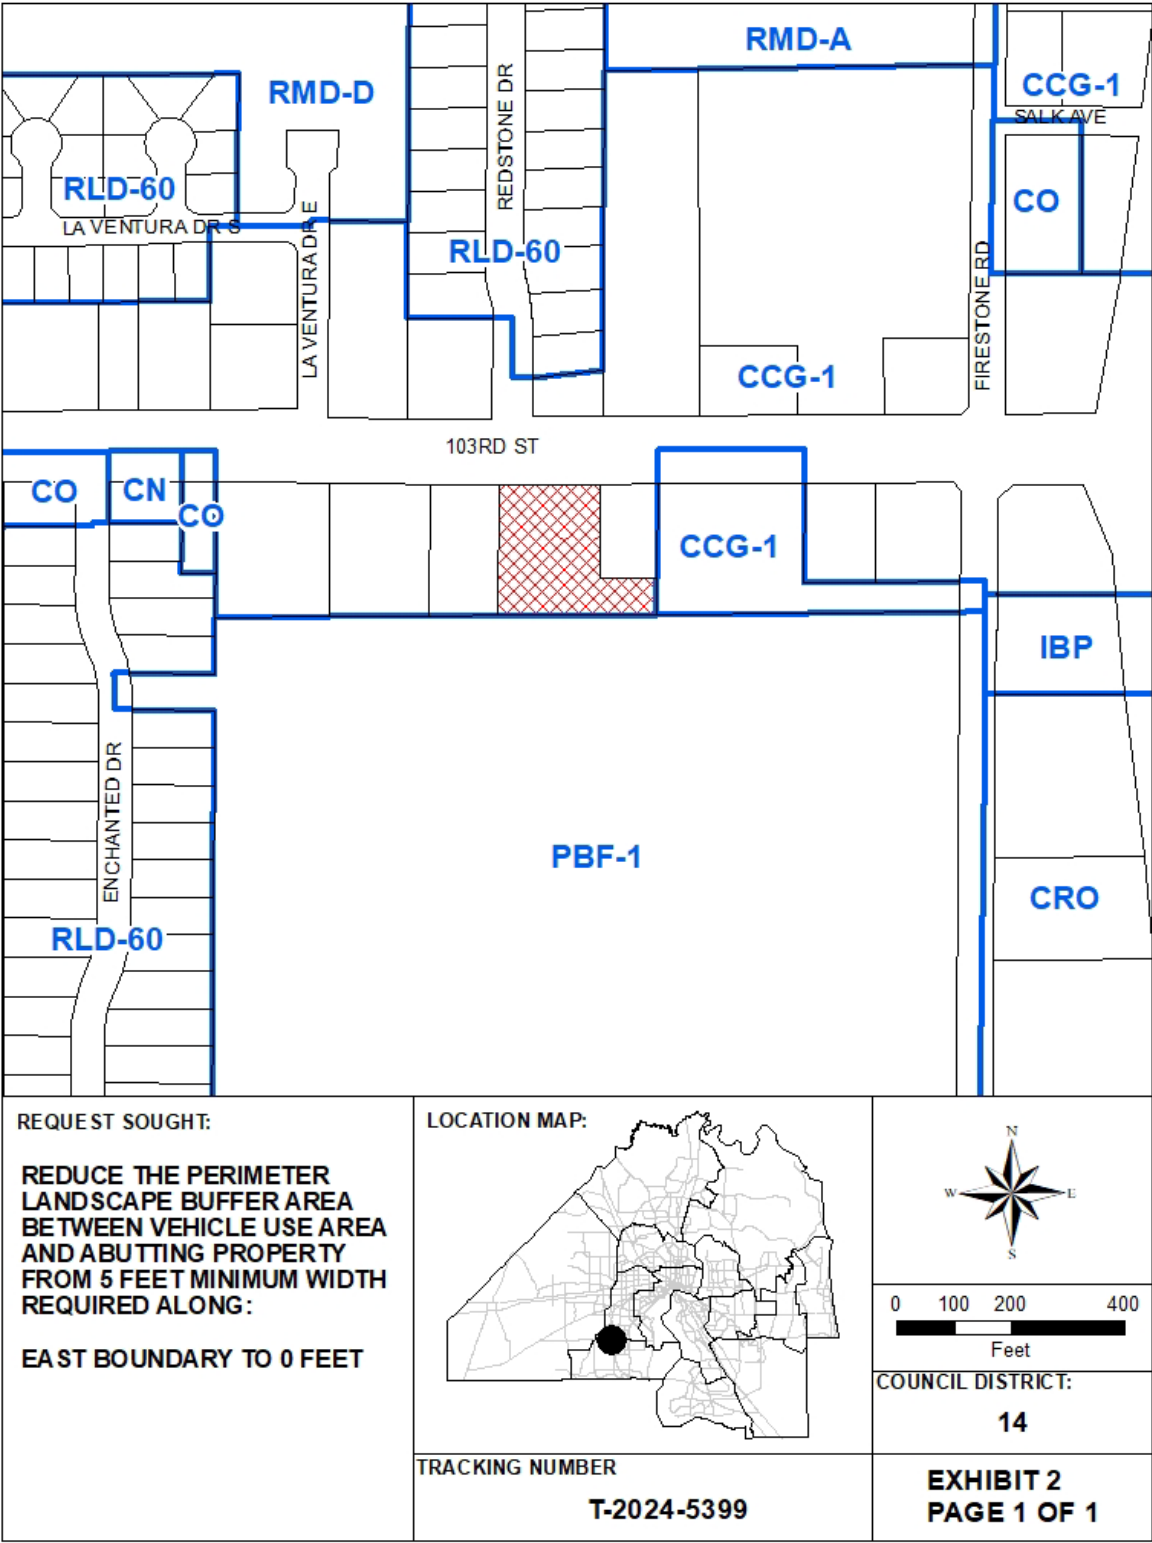 RMD-A
RMD-D
REDSTONE DR
CCG-1
SALK AVE
RLD-60
CO
LA VENTURA DR S
LA VENTURA DR E
RLD-60
FIRESTONE RD
CCG-1
103RD ST
CO
CN
CO
CCG-1
IBP
ENCHANTED DR
PBF-1
CRO
RLD-60
REQUEST SOUGHT:
REDUCE THE PERIMETER
LANDSCAPE BUFFER AREA
BETWEEN VEHICLE USE AREA
AND ABUTTING PROPERTY
FROM 5 FEET MINIMUM WIDTH
REQUIRED ALONG:
EAST BOUNDARY TO 0 FEET
LOCATION MAP:
N
W E
S
0 100 200 400
Feet
COUNCIL DISTRICT:
14
TRACKING NUMBER
T-2024-5399
EXHIBIT 2
PAGE 1 OF 1